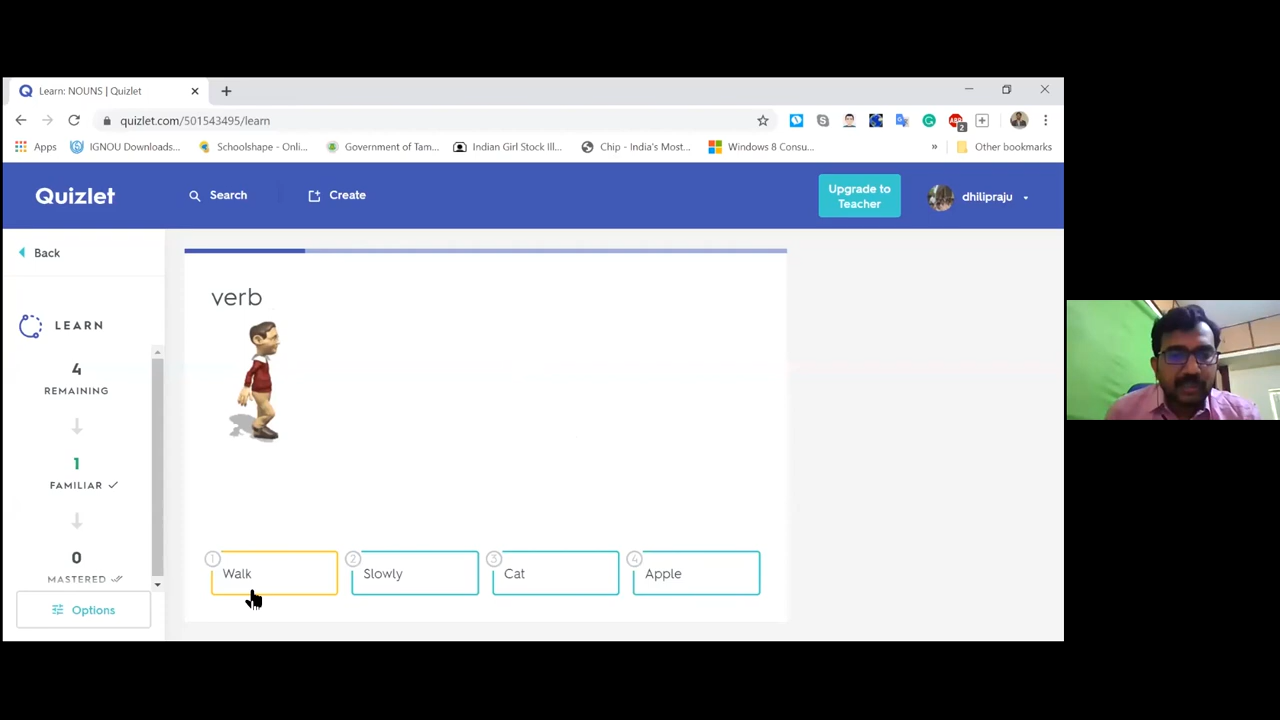 Learn: NOUNS | Quizlet
quizlet.com/501543495/learn
2
Apps
IGNOU Downloads...
Schoolshape - Onli...
Government of Tam...
Indian Girl Stock Ill...
Chip - India's Most...
Windows 8 Consu...
»
Other bookmarks
Quizlet
Search
Create
Upgrade to
Teacher
dhilipraju
Back
LEARN
4
REMAINING
1
FAMILIAR
0
MASTERED
Options
verb
1
Walk
2
Slowly
3
Cat
4
Apple